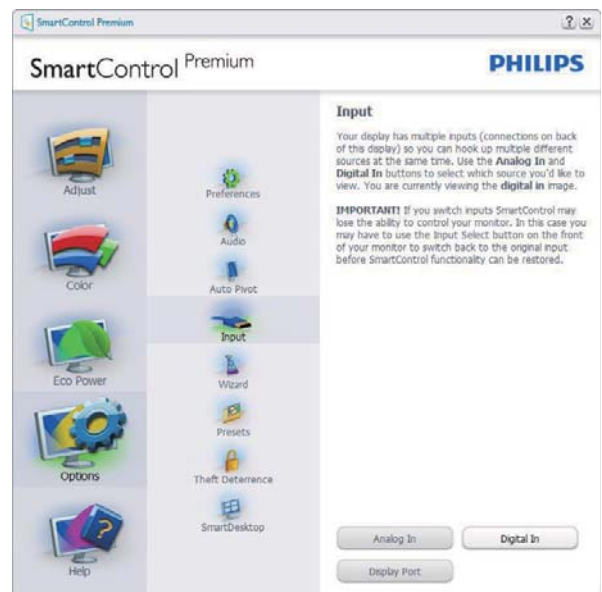 SmartControl Premium
? x
SmartControl Premium
PHILIPS
Adjust
Color
Eco Power
Options
Help
Preferences
Audio
Auto Pivot
Input
Wizard
Presets
Theft Deterrence
SmartDesktop
Input
Your display has multiple inputs (connections on back
of this display) so you can hook up multiple different
sources at the same time. Use the Analog In and
Digital In buttons to select which source you'd like to
view. You are currently viewing the digital in image.
IMPORTANT! If you switch inputs SmartControl may
lose the ability to control your monitor. In this case you
may have to use the Input Select button on the front
of your monitor to switch back to the original input
before SmartControl functionality can be restored.
Analog In
Digital In
Display Port